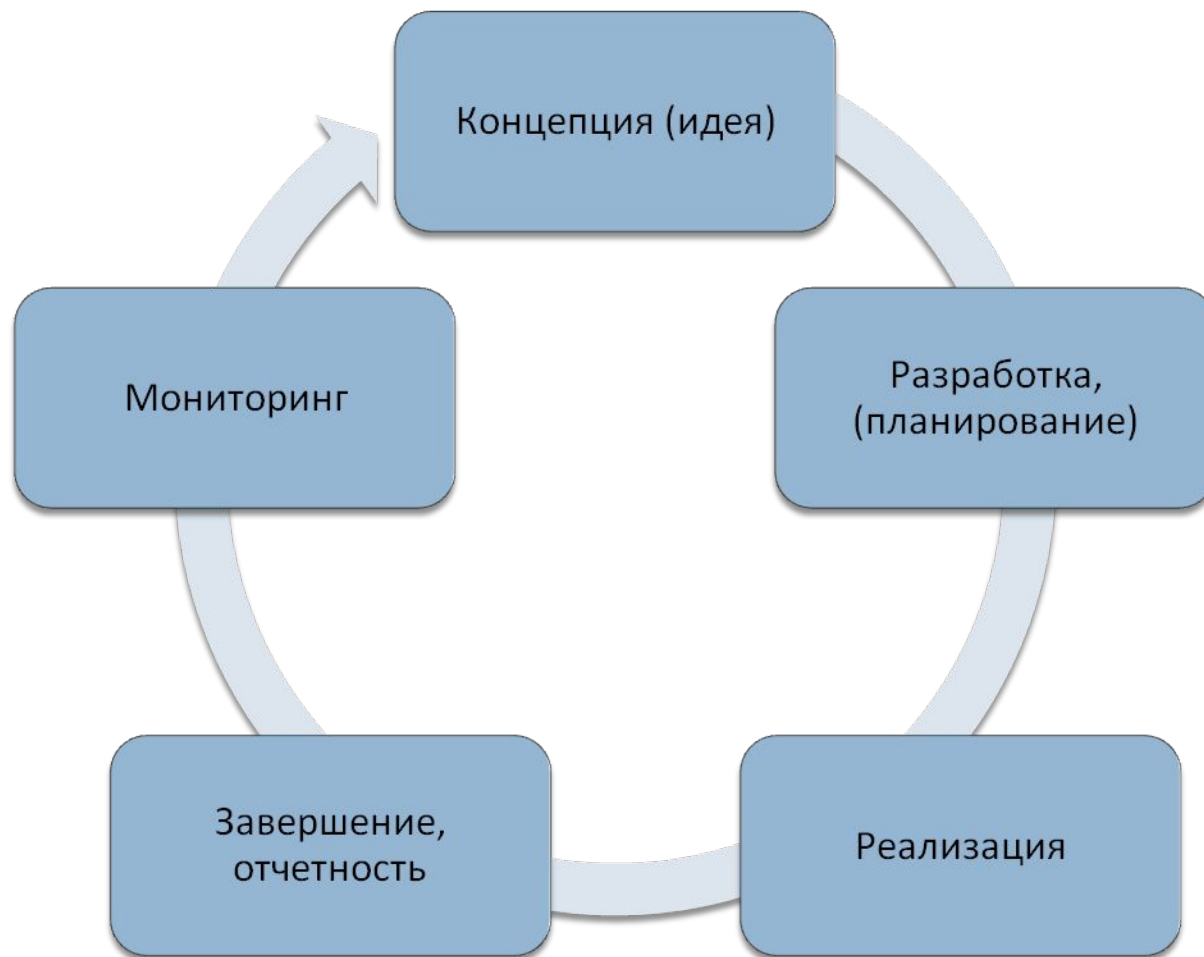 Концепция (идея)
Разработка,
(планирование)
Реализация
Завершение,
отчетность
Мониторинг